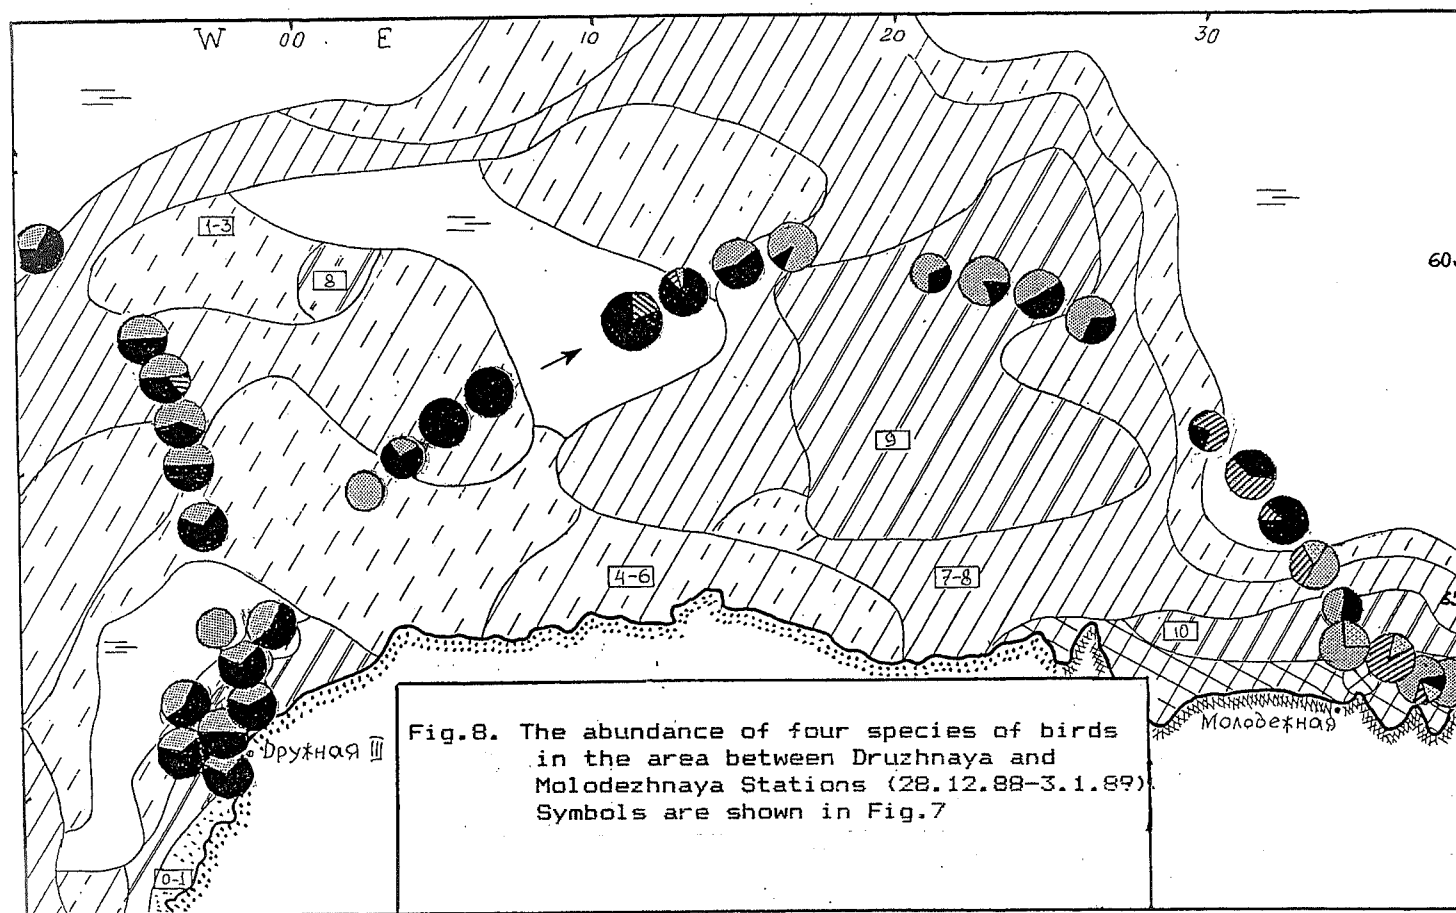 W 00 E 10 20 30
1-3
8
60
9
4-6
7-8
10
Дружная III
Молодежная
0-1
Fig.8. The abundance of four species of birds
in the area between Druzhnaya and
Molodezhnaya Stations (28.12.88-3.1.89)
Symbols are shown in Fig.7